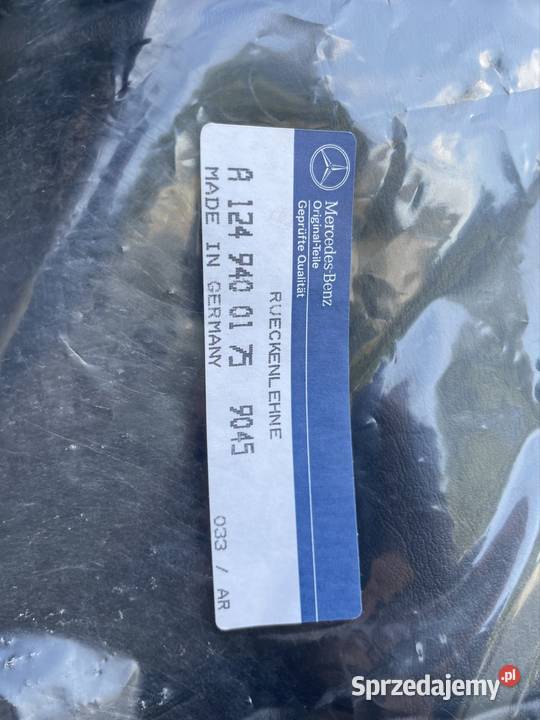 Mercedes-Benz
Original-Teile
Geprüfte Qualität
RUECKENLEHNE
A 124 940 01 75 9045
MADE IN GERMANY
033 / AR
Sprzedajemy.pl